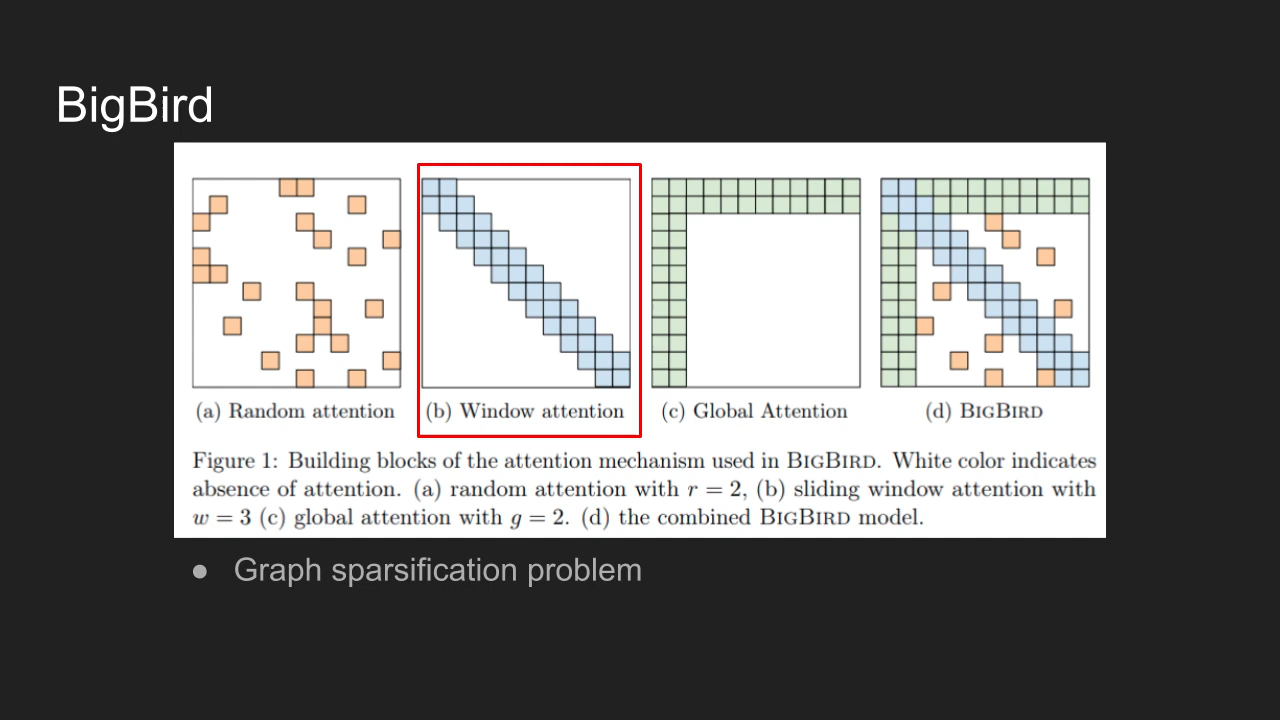 BigBird
(a) Random attention
(b) Window attention
(c) Global Attention
(d) BIGBIRD
Figure 1: Building blocks of the attention mechanism used in BIGBIRD. White color indicates
absence of attention. (a) random attention with r = 2, (b) sliding window attention with
w = 3 (c) global attention with g = 2. (d) the combined BIGBIRD model.
● Graph sparsification problem